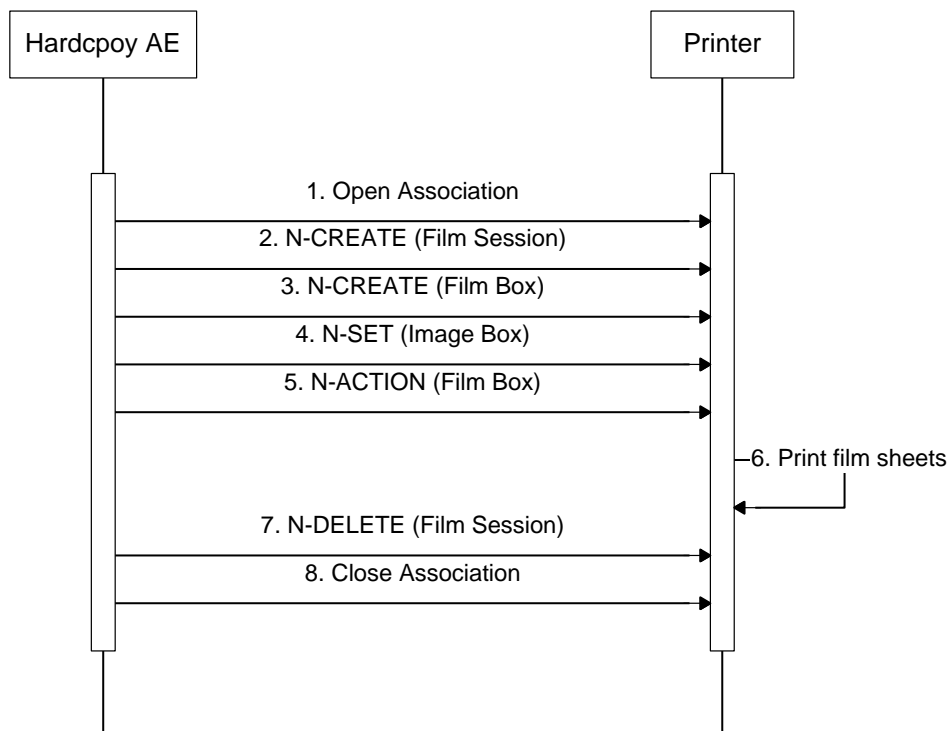 Hardcpoy AE
Printer
1. Open Association
2. N-CREATE (Film Session)
3. N-CREATE (Film Box)
4. N-SET (Image Box)
5. N-ACTION (Film Box)
6. Print film sheets
7. N-DELETE (Film Session)
8. Close Association